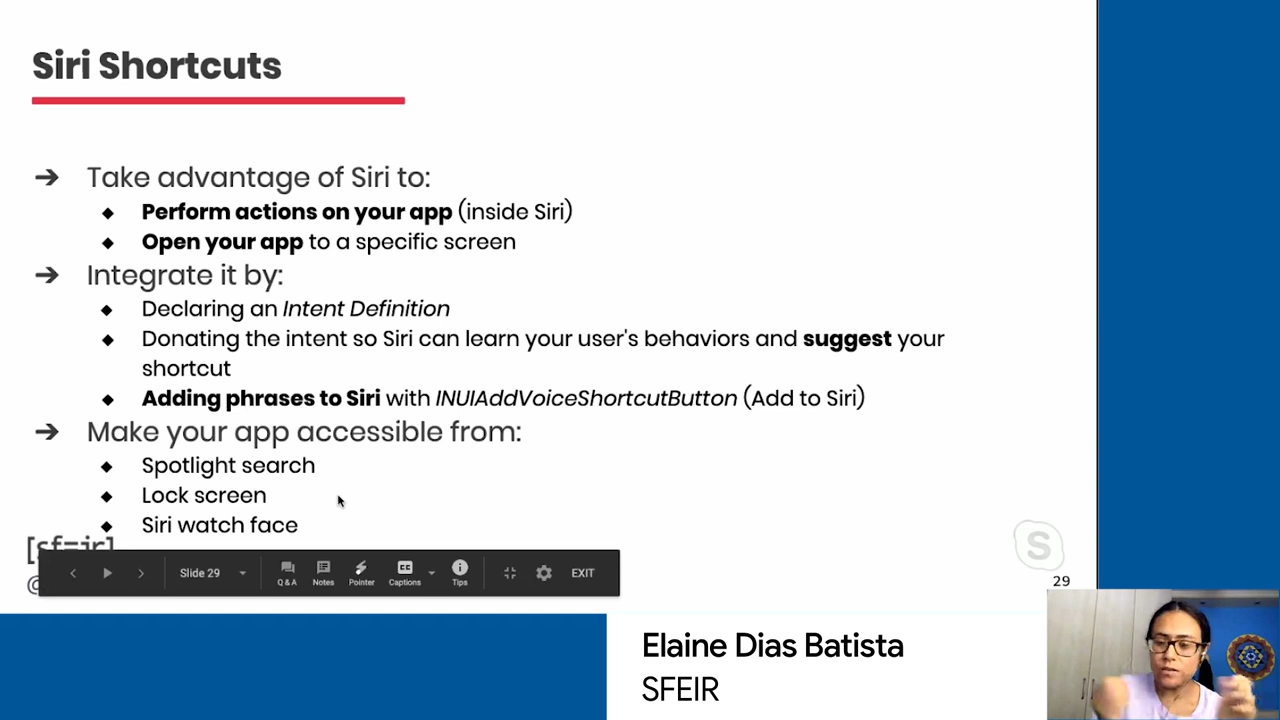 Siri Shortcuts
➔ Take advantage of Siri to:
◆ Perform actions on your app (inside Siri)
◆ Open your app to a specific screen
➔ Integrate it by:
◆ Declaring an Intent Definition
◆ Donating the intent so Siri can learn your user's behaviors and suggest your
shortcut
◆ Adding phrases to Siri with INUIAddVoiceShortcutButton (Add to Siri)
➔ Make your app accessible from:
◆ Spotlight search
◆ Lock screen
◆ Siri watch face
[sf=ir]
@
Slide 29 Q & A Notes Pointer CC Captions Tips EXIT
S
29
Elaine Dias Batista
SFEIR